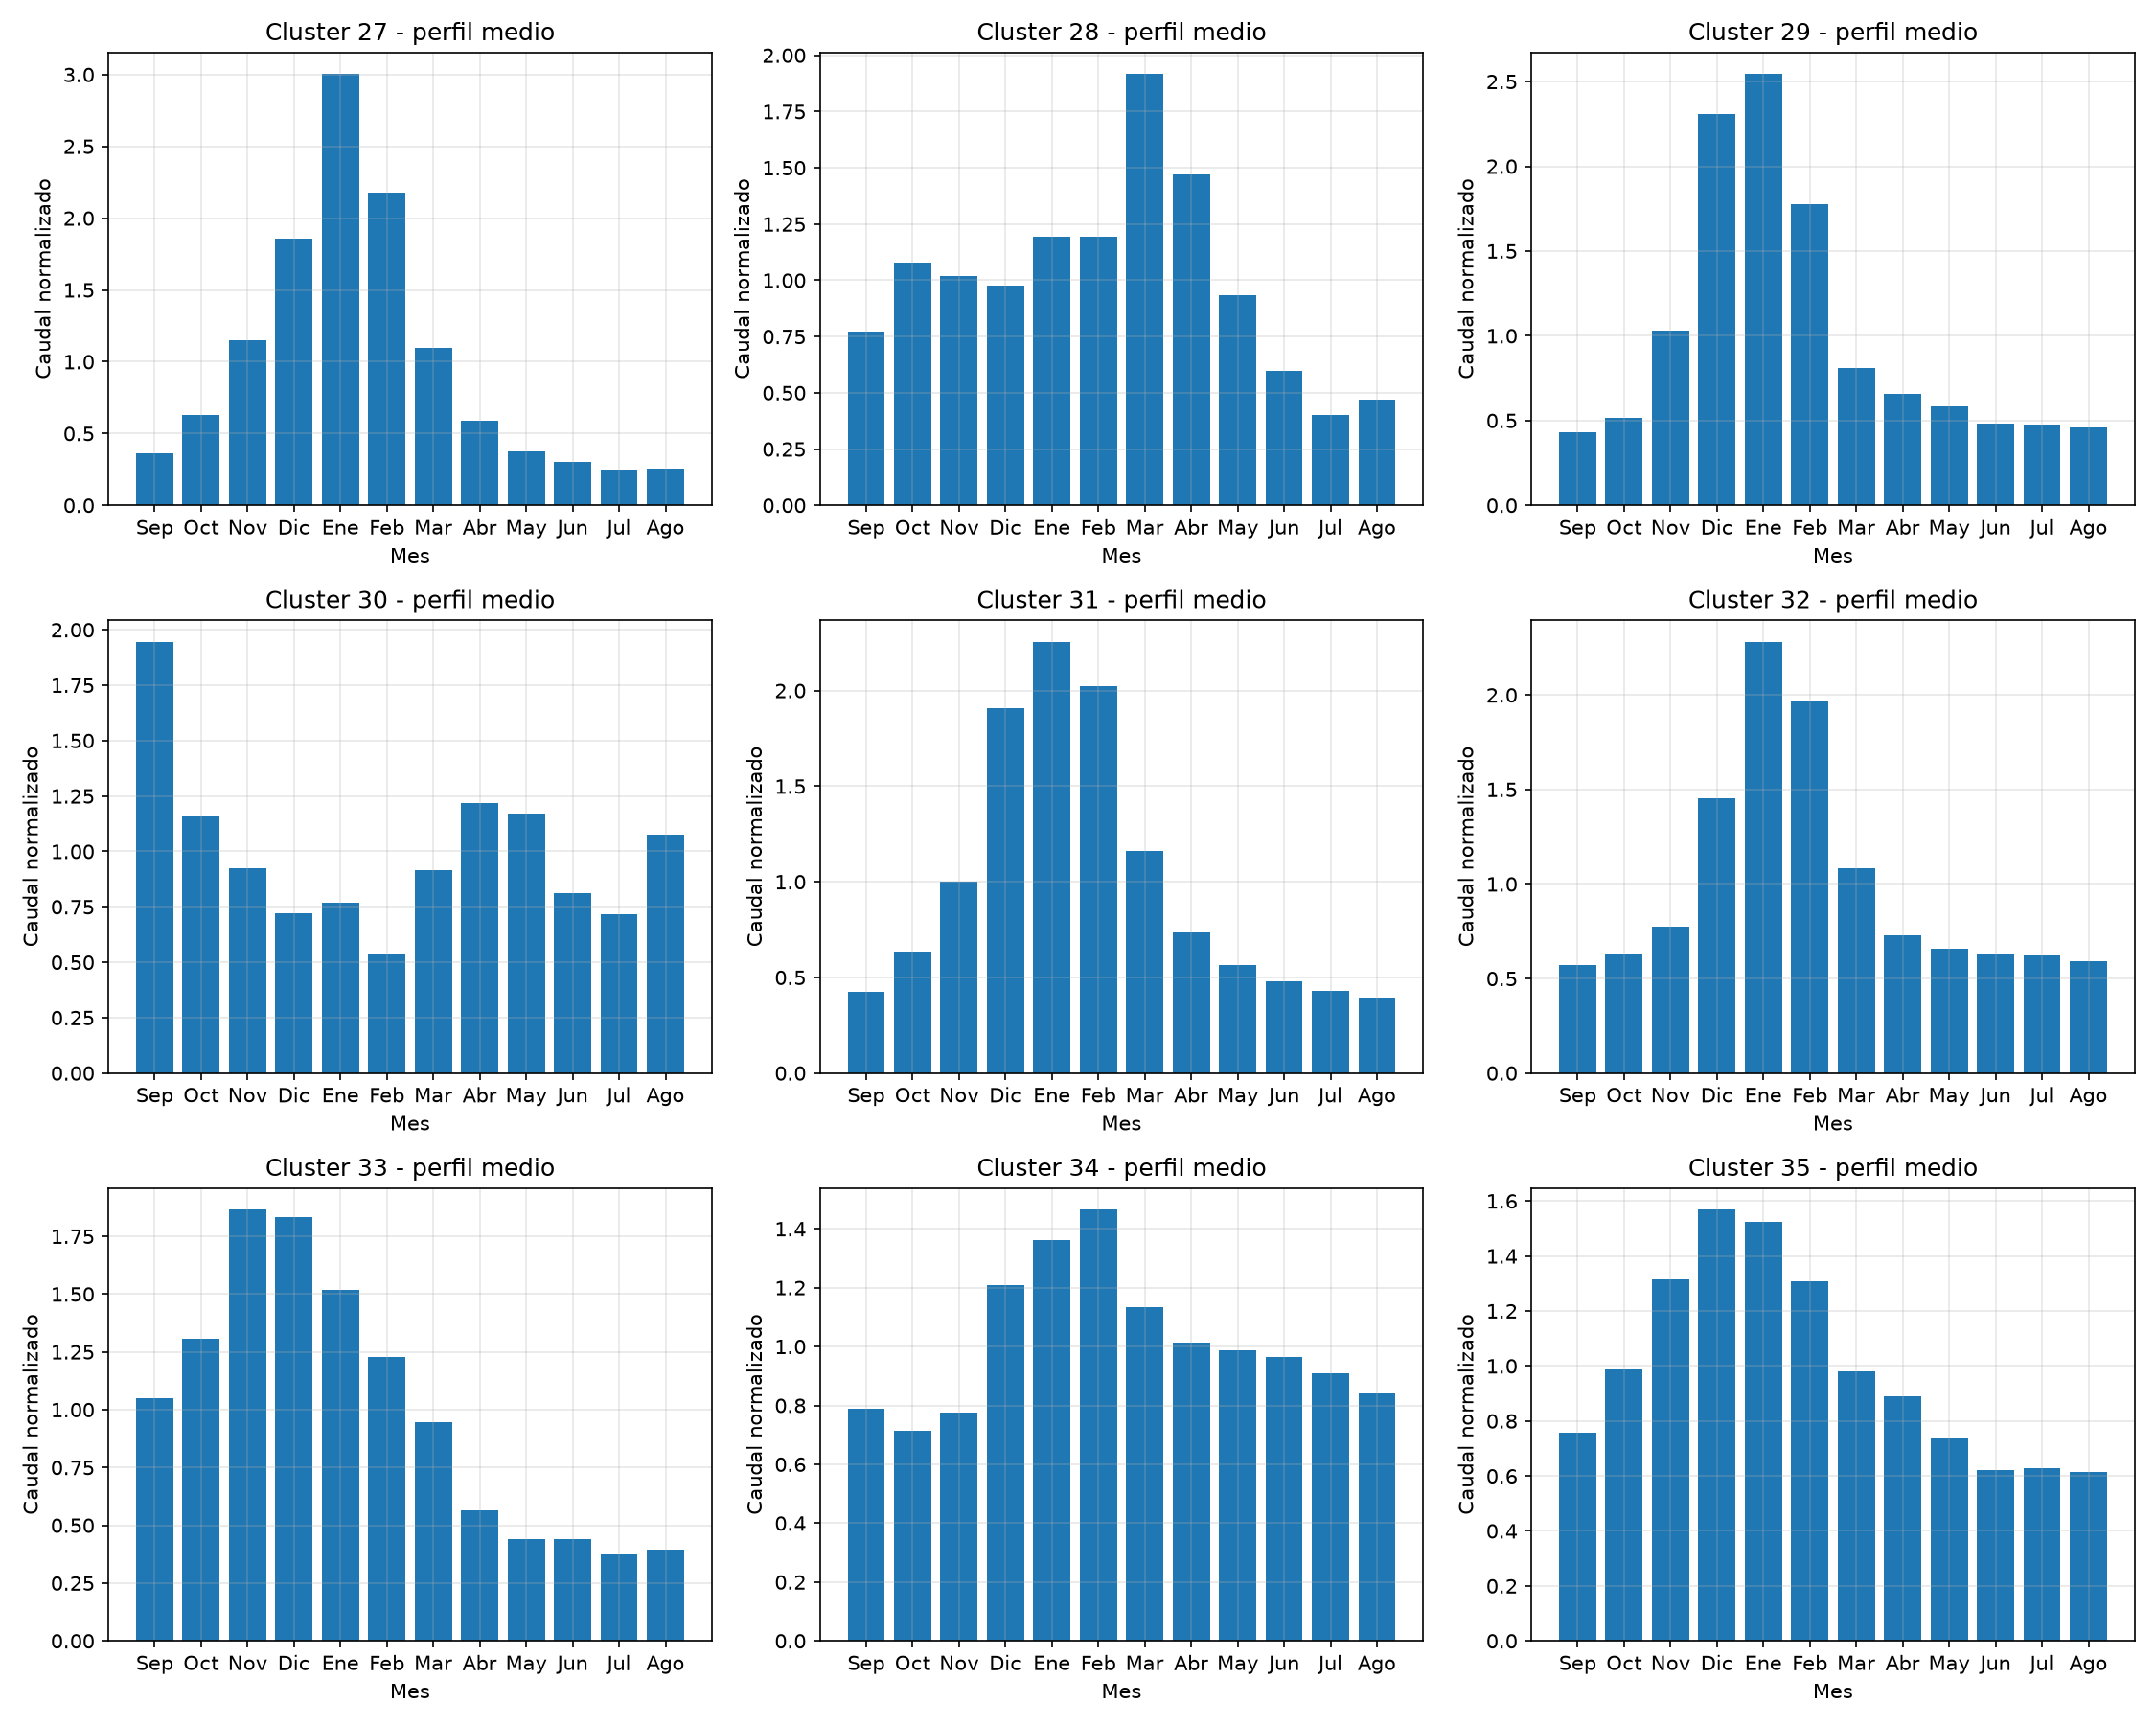 Cluster 27 - perfil medio
Caudal normalizado
3.0
2.5
2.0
1.5
1.0
0.5
0.0
Sep Oct Nov Dic Ene Feb Mar Abr May Jun Jul Ago
Mes
Cluster 28 - perfil medio
Caudal normalizado
2.00
1.75
1.50
1.25
1.00
0.75
0.50
0.25
0.00
Sep Oct Nov Dic Ene Feb Mar Abr May Jun Jul Ago
Mes
Cluster 29 - perfil medio
Caudal normalizado
2.5
2.0
1.5
1.0
0.5
0.0
Sep Oct Nov Dic Ene Feb Mar Abr May Jun Jul Ago
Mes
Cluster 30 - perfil medio
Caudal normalizado
2.00
1.75
1.50
1.25
1.00
0.75
0.50
0.25
0.00
Sep Oct Nov Dic Ene Feb Mar Abr May Jun Jul Ago
Mes
Cluster 31 - perfil medio
Caudal normalizado
2.0
1.5
1.0
0.5
0.0
Sep Oct Nov Dic Ene Feb Mar Abr May Jun Jul Ago
Mes
Cluster 32 - perfil medio
Caudal normalizado
2.0
1.5
1.0
0.5
0.0
Sep Oct Nov Dic Ene Feb Mar Abr May Jun Jul Ago
Mes
Cluster 33 - perfil medio
Caudal normalizado
1.75
1.50
1.25
1.00
0.75
0.50
0.25
0.00
Sep Oct Nov Dic Ene Feb Mar Abr May Jun Jul Ago
Mes
Cluster 34 - perfil medio
Caudal normalizado
1.4
1.2
1.0
0.8
0.6
0.4
0.2
0.0
Sep Oct Nov Dic Ene Feb Mar Abr May Jun Jul Ago
Mes
Cluster 35 - perfil medio
Caudal normalizado
1.6
1.4
1.2
1.0
0.8
0.6
0.4
0.2
0.0
Sep Oct Nov Dic Ene Feb Mar Abr May Jun Jul Ago
Mes